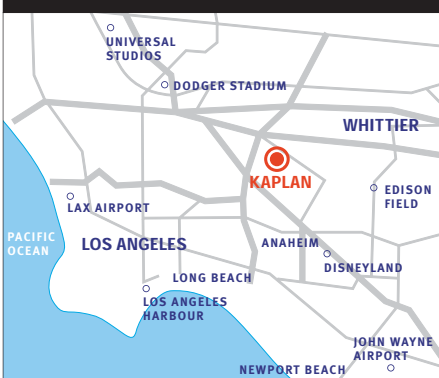 UNIVERSAL
STUDIOS
DODGER STADIUM
WHITTIER
KAPLAN
EDISON
FIELD
LAX AIRPORT
PACIFIC
OCEAN
LOS ANGELES
ANAHEIM
DISNEYLAND
LONG BEACH
LOS ANGELES
HARBOUR
JOHN WAYNE
AIRPORT
NEWPORT BEACH